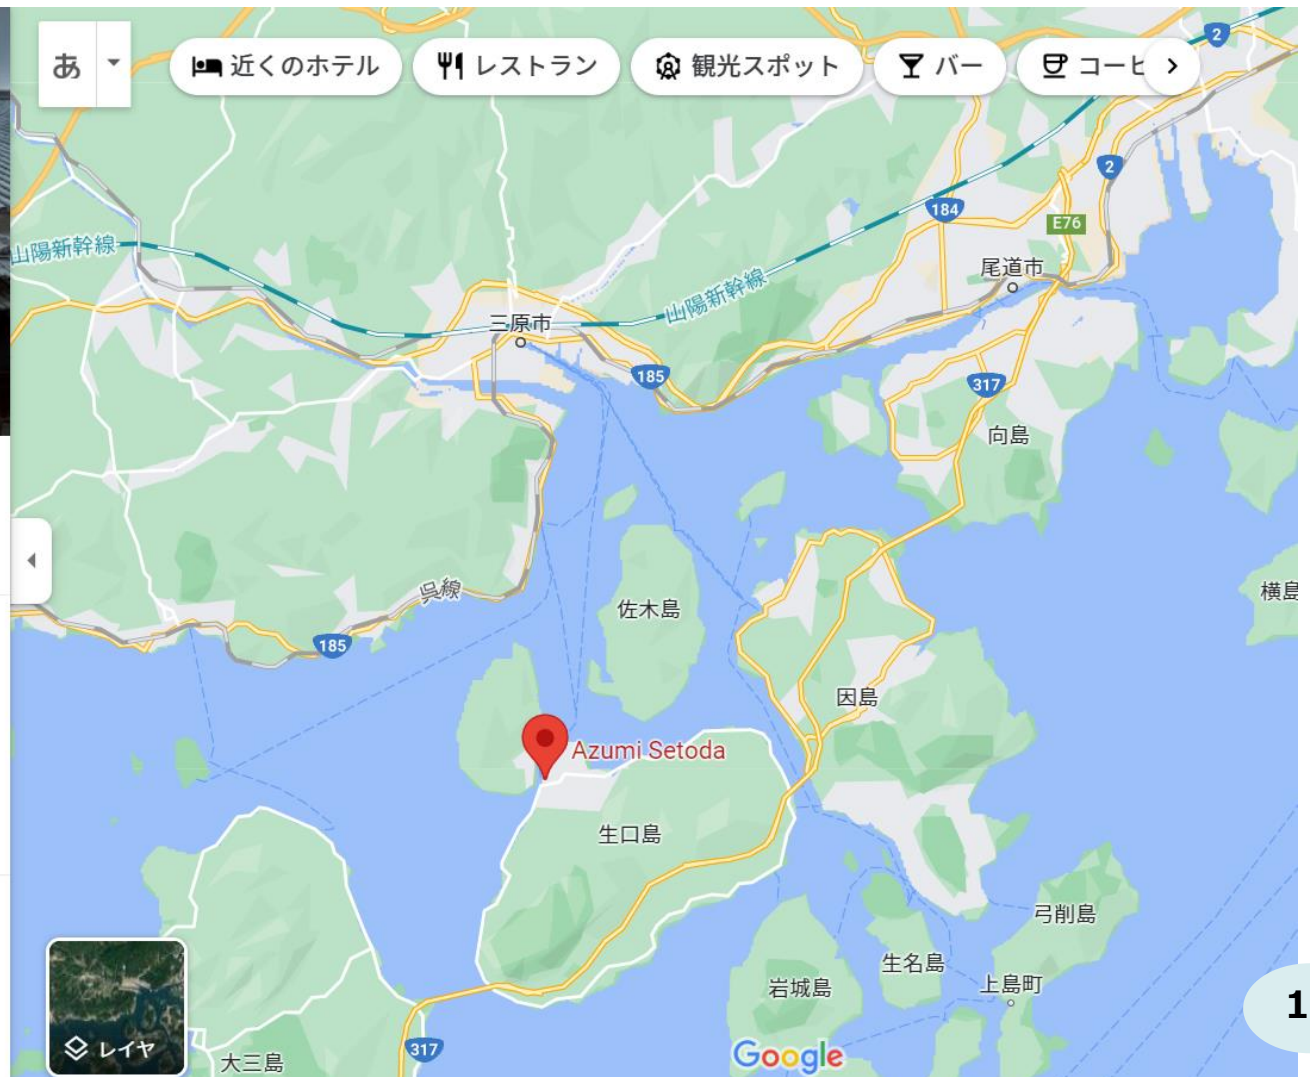 あ
近くのホテル
レストラン
観光スポット
バー
コーヒ
2
2
184
E76
山陽新幹線
尾道市
山陽新幹線
三原市
185
317
向島
呉線
佐木島
横島
185
因島
Azumi Setoda
生口島
弓削島
生名島
岩城島
上島町
1
レイヤ
317
Google
大三島